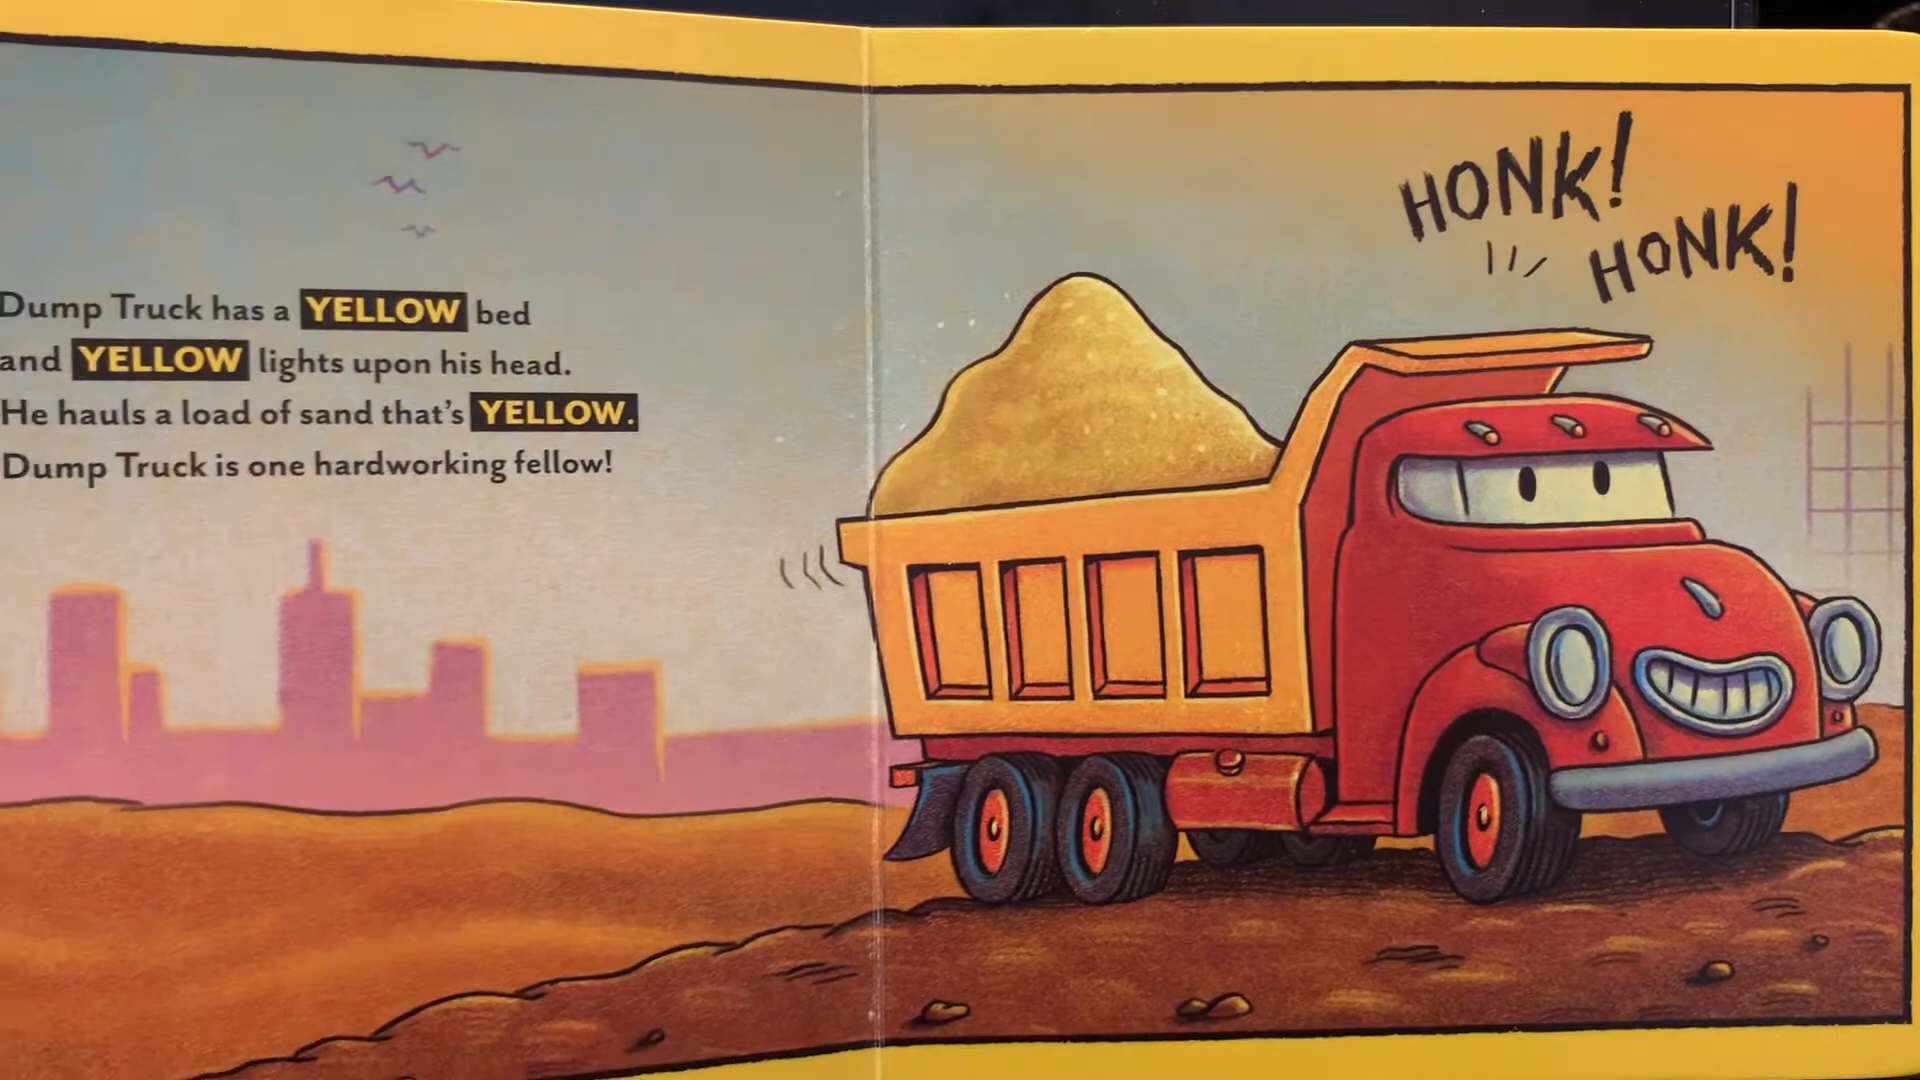 Dump Truck has a YELLOW bed
and YELLOW lights upon his head.
He hauls a load of sand that's YELLOW.
Dump Truck is one hardworking fellow!
HONK!
HONK!